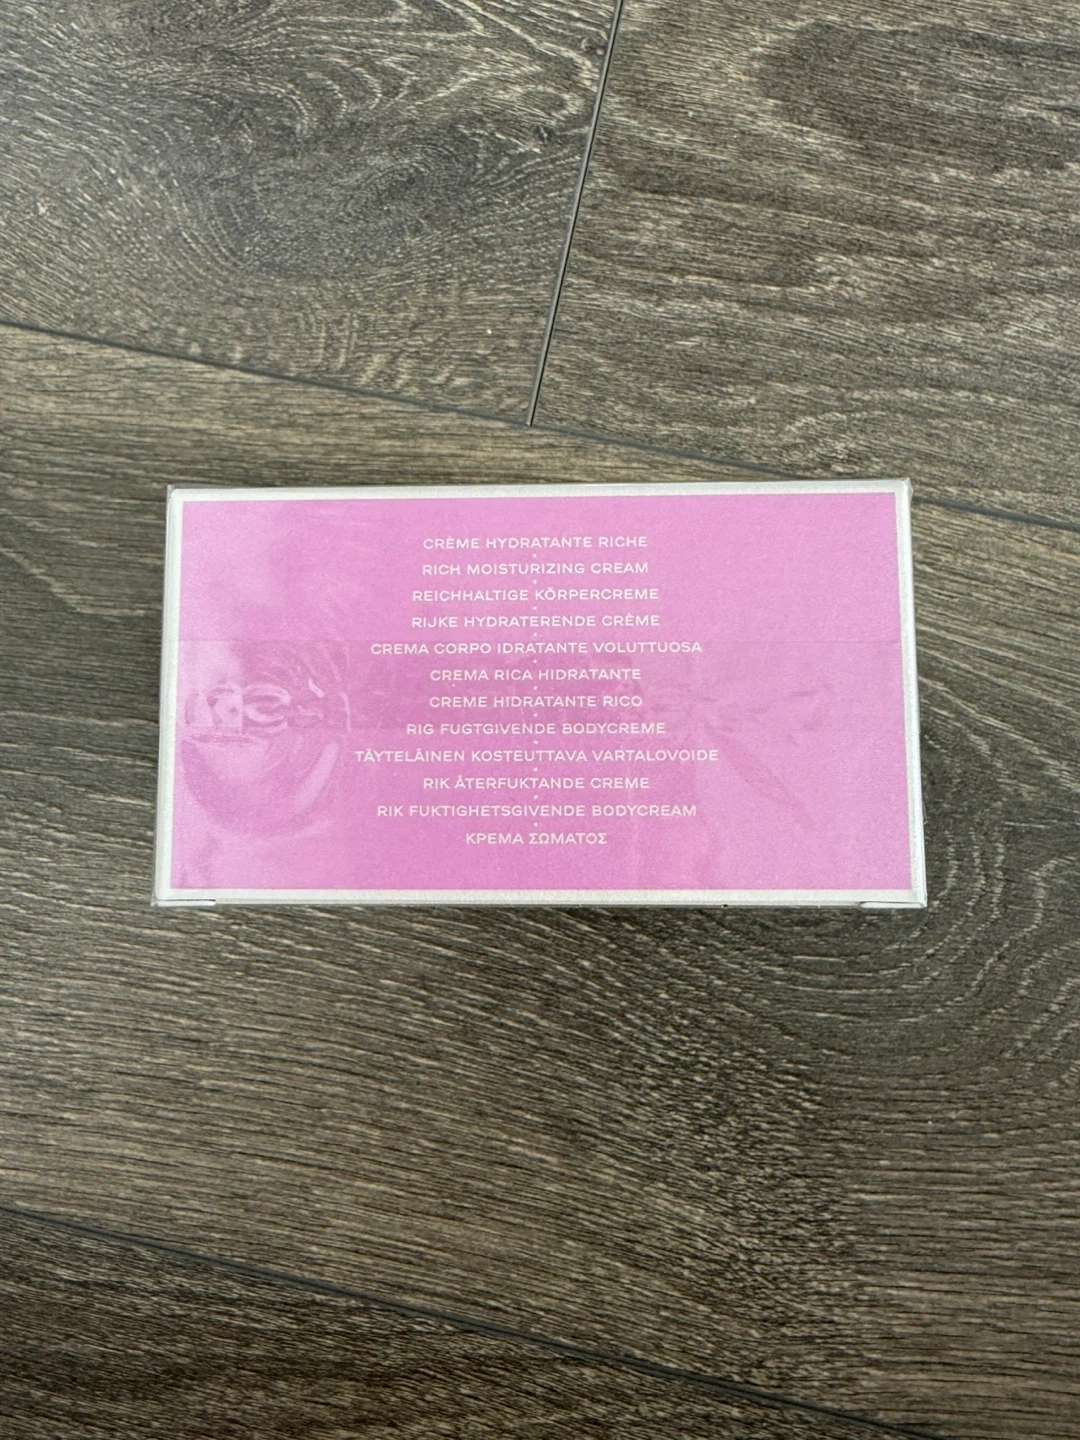 CRÈME HYDRATANTE RICHE
RICH MOISTURIZING CREAM
REICHHALTIGE KÖRPERCREME
RIJKE HYDRATERENDE CRÈME
CREMA CORPO IDRATANTE VOLUTTUOSA
CREMA RICA HIDRATANTE
CREME HIDRATANTE RICO
RIG FUGTGIVENDE BODYCREME
TÄYTELÄINEN KOSTEUTTAVA VARTALOVOIDE
RIK ÅTERFUKTANDE CREME
RIK FUKTIGHETSGIVENDE BODYCREAM
ΚΡΕΜΑ ΣΩΜΑΤΟΣ